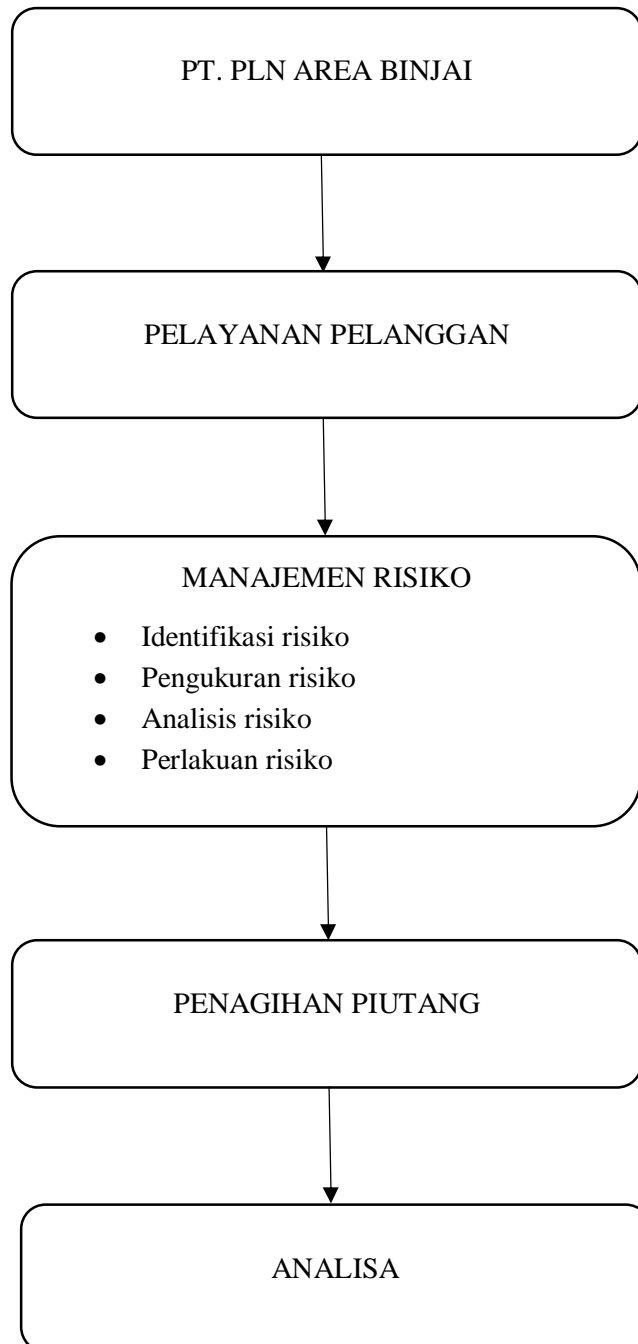 PT. PLN AREA BINJAI
PELAYANAN PELANGGAN
MANAJEMEN RISIKO
• Identifikasi risiko
• Pengukuran risiko
• Analisis risiko
• Perlakuan risiko
PENAGIHAN PIUTANG
ANALISA